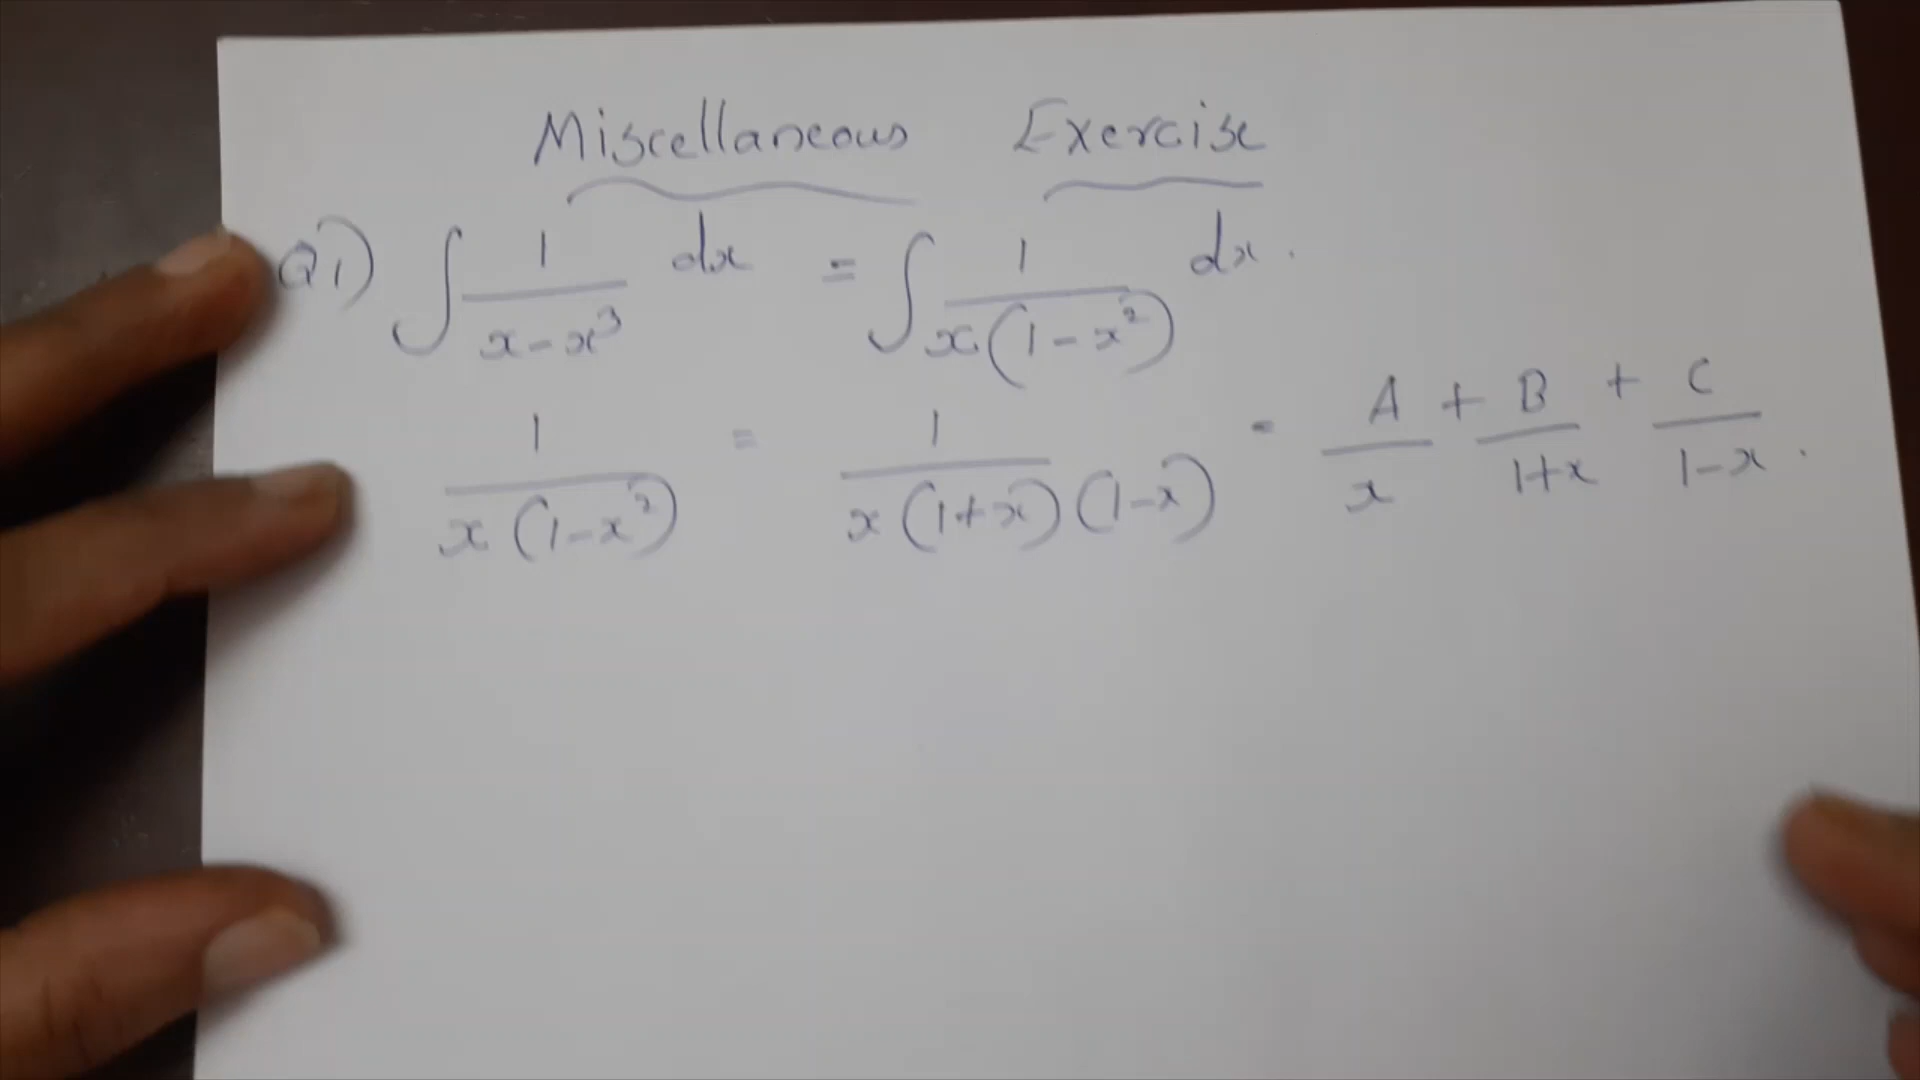 Miscellaneous Exercise
Q1) ∫ 1/(x-x³) dx = ∫ 1/(x(1-x²)) dx.
1/(x(1-x²)) = 1/(x(1+x)(1-x)) = A/x + B/(1+x) + C/(1-x).